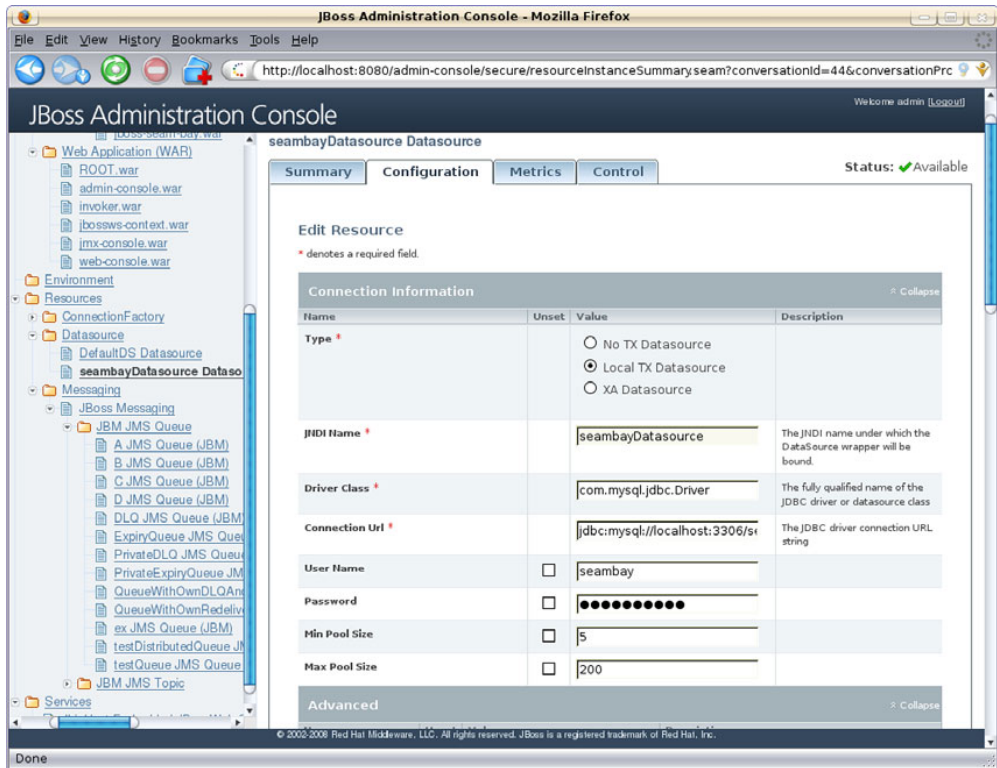 JBoss Administration Console - Mozilla Firefox
File Edit View History Bookmarks Tools Help
http://localhost:8080/admin-console/secure/resourceInstanceSummary.seam?conversationId=44&conversationPrc
JBoss Administration Console
Welcome admin [Logout]
jboss-seam-bay.war
Web Application (WAR)
ROOT.war
admin-console.war
invoker.war
jbossws-context.war
jmx-console.war
web-console.war
Environment
Resources
ConnectionFactory
Datasource
DefaultDS Datasource
seambayDatasource Dataso
Messaging
JBoss Messaging
JBM JMS Queue
A JMS Queue (JBM)
B JMS Queue (JBM)
C JMS Queue (JBM)
D JMS Queue (JBM)
DLQ JMS Queue (JBM)
ExpiryQueue JMS Queu
PrivateDLQ JMS Queue
PrivateExpiryQueue JM
QueueWithOwnDLQAn
QueueWithOwnRedeliv
ex JMS Queue (JBM)
testDistributedQueue JM
testQueue JMS Queue
JBM JMS Topic
Services
seambayDatasource Datasource
Summary Configuration Metrics Control
Status: Available
Edit Resource
* denotes a required field.
Connection Information Collapse
Name Unset Value Description
Type *
No TX Datasource
Local TX Datasource
XA Datasource
JNDI Name * seambayDatasource The JNDI name under which the
DataSource wrapper will be
bound.
Driver Class * com.mysql.jdbc.Driver The fully qualified name of the
JDBC driver or datasource class
Connection Url * jdbc:mysql://localhost:3306/se The JDBC driver connection URL
string
User Name seambay
Password ●●●●●●●●●●
Min Pool Size 5
Max Pool Size 200
Advanced Collapse
© 2002-2008 Red Hat Middleware, LLC. All rights reserved. JBoss is a registered trademark of Red Hat, Inc.
Done